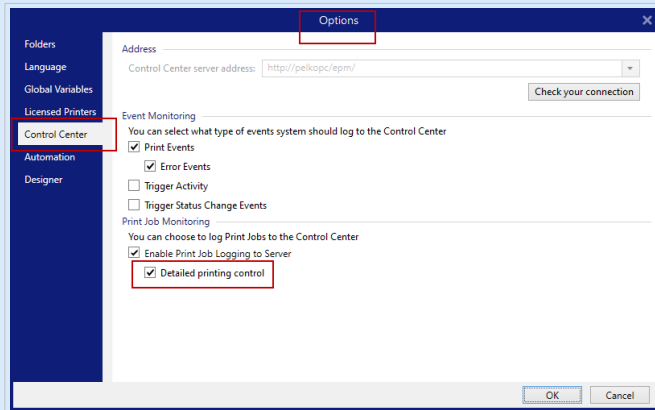 Options
Folders
Language
Global Variables
Licensed Printers
Control Center
Automation
Designer
Address
Control Center server address: http://pelkopc/epm/
Check your connection
Event Monitoring
You can select what type of events system should log to the Control Center
Print Events
Error Events
Trigger Activity
Trigger Status Change Events
Print Job Monitoring
You can choose to log Print Jobs to the Control Center
Enable Print Job Logging to Server
Detailed printing control
OK Cancel